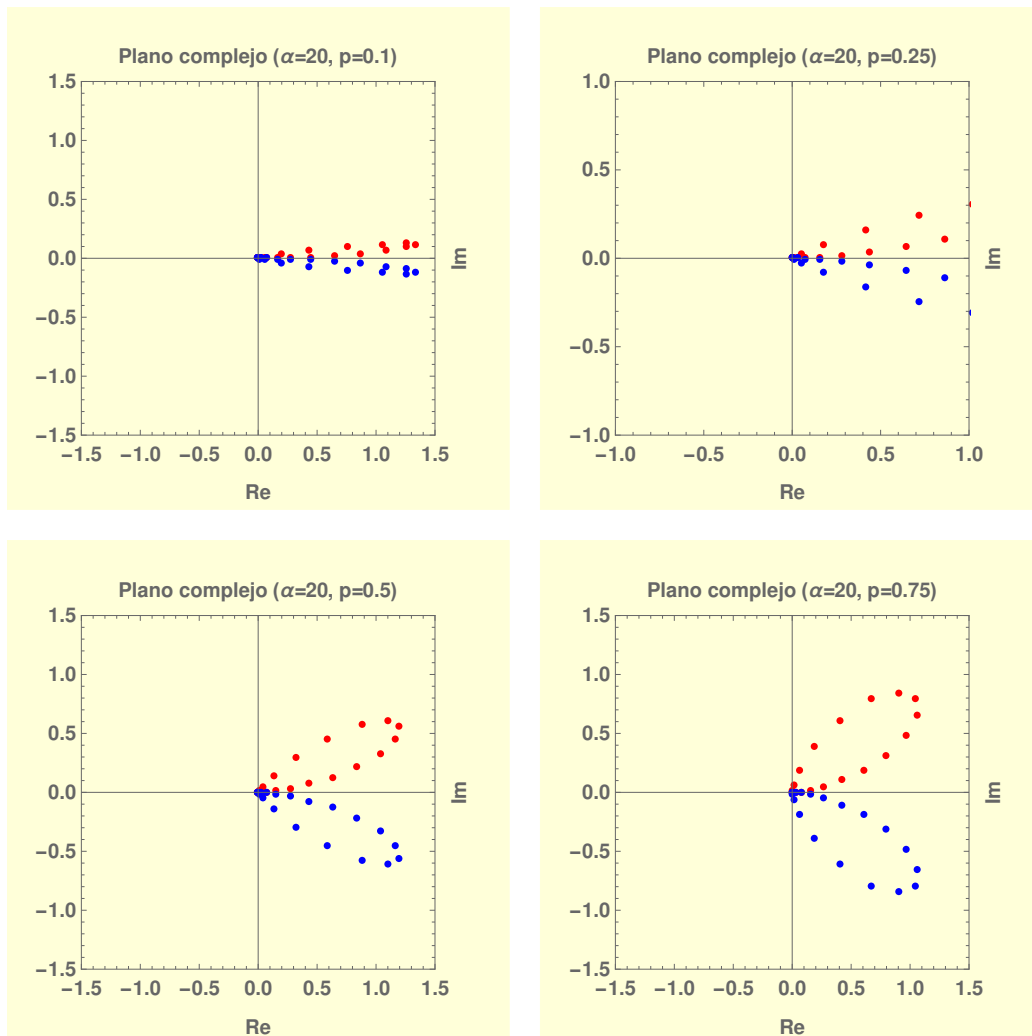 Plano complejo (α=20, p=0.1)
1.5
1.0
0.5
0.0
−0.5
−1.0
−1.5
−1.5 −1.0 −0.5 0.0 0.5 1.0 1.5
Re
Im
Plano complejo (α=20, p=0.25)
1.0
0.5
0.0
−0.5
−1.0
−1.0 −0.5 0.0 0.5 1.0
Re
Im
Plano complejo (α=20, p=0.5)
1.5
1.0
0.5
0.0
−0.5
−1.0
−1.5
−1.5 −1.0 −0.5 0.0 0.5 1.0 1.5
Re
Im
Plano complejo (α=20, p=0.75)
1.5
1.0
0.5
0.0
−0.5
−1.0
−1.5
−1.5 −1.0 −0.5 0.0 0.5 1.0 1.5
Re
Im